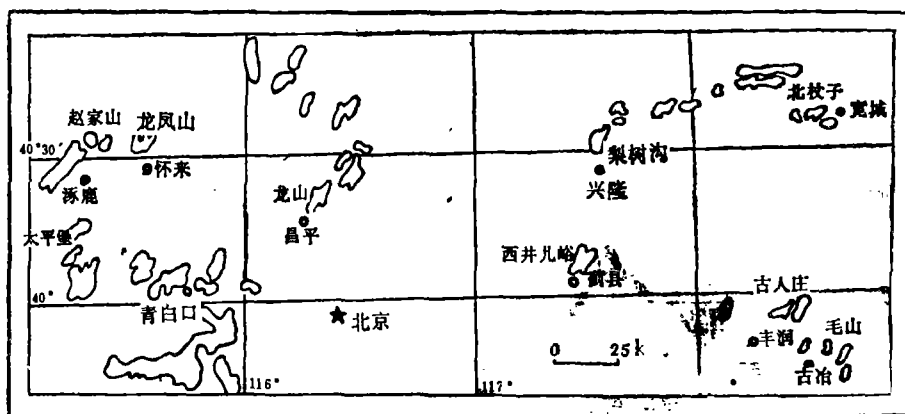 北杖子
宽城
赵家山
龙凤山
40°30′
怀来
涿鹿
梨树沟
兴隆
龙山
昌平
太平堡
西井儿峪
蓟县
40°
青白口
北京
古人庄
丰润
毛山
古冶
0 25k
116°
117°